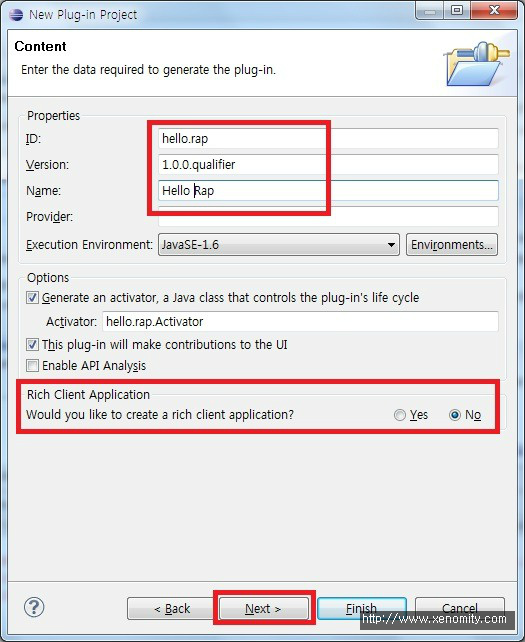 New Plug-in Project
Content
Enter the data required to generate the plug-in.
Properties
ID: hello.rap
Version: 1.0.0.qualifier
Name: Hello Rap
Provider:
Execution Environment: JavaSE-1.6 Environments...
Options
Generate an activator, a Java class that controls the plug-in's life cycle
Activator: hello.rap.Activator
This plug-in will make contributions to the UI
Enable API Analysis
Rich Client Application
Would you like to create a rich client application? Yes No
? < Back Next > Finish Cancel
http://www.xenomity.com